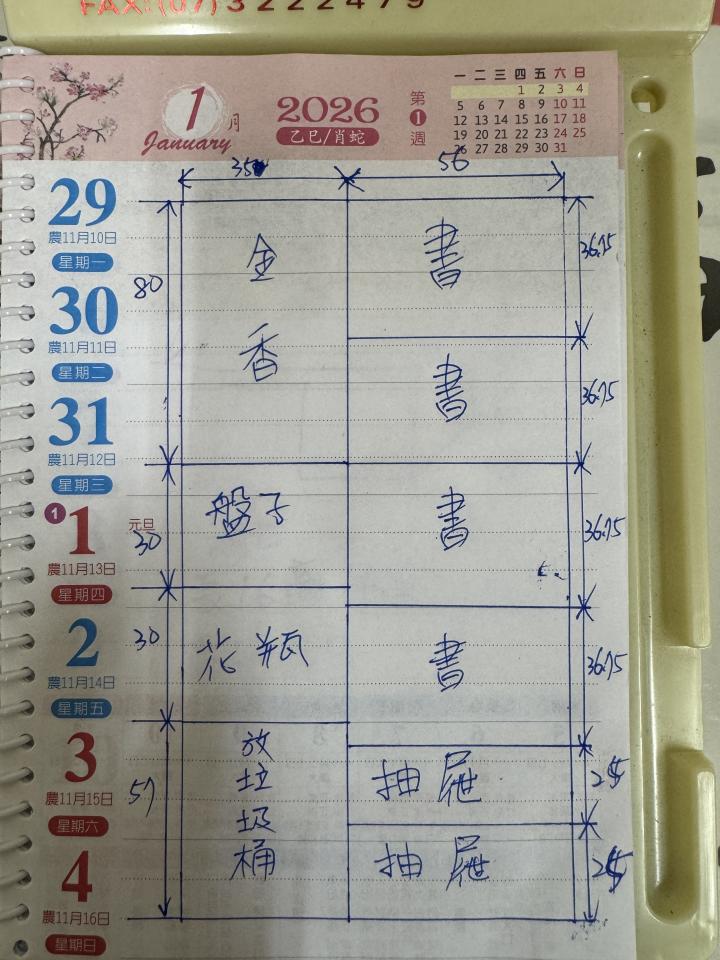 FAX:(07)3222479
1月
January
2026
乙巳/肖蛇
第1週
一 二 三 四 五 六 日
1 2 3 4
5 6 7 8 9 10 11
12 13 14 15 16 17 18
19 20 21 22 23 24 25
26 27 28 29 30 31
35
56
29
農11月10日
星期一
80
金
香
書
36.75
30
農11月11日
星期二
書
36.75
31
農11月12日
星期三
1
元旦
1
農11月13日
星期四
30
盤子
書
36.75
2
農11月14日
星期五
30
花瓶
書
36.75
3
農11月15日
星期六
57
放
垃
圾
桶
抽屜
25
4
農11月16日
星期日
抽屜
25